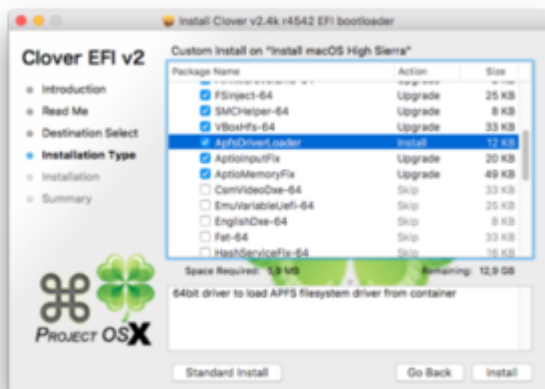 Install Clover v2.4k r4542 EFI bootloader
Clover EFI v2
Custom Install on "Install macOS High Sierra"
Package Name Action Size
Introduction
Read Me
Destination Select
Installation Type
Installation
Summary
FSInject-64 Upgrade 25 KB
SMCHelper-64 Upgrade 8 KB
VBoxHfs-64 Upgrade 33 KB
ApfsDriverLoader Install 12 KB
AptioInputFix Upgrade 20 KB
AptioMemoryFix Upgrade 49 KB
CsmVideoDxe-64 Skip 33 KB
EmuVariableUefi-64 Skip 25 KB
EnglishDxe-64 Skip 8 KB
Fat-64 Skip 33 KB
HashServiceFix-64 Skip 16 KB
Space Required: 5,9 MB Remaining: 12,9 GB
64bit driver to load APFS filesystem driver from container
PROJECT OSX
Standard Install Go Back Install